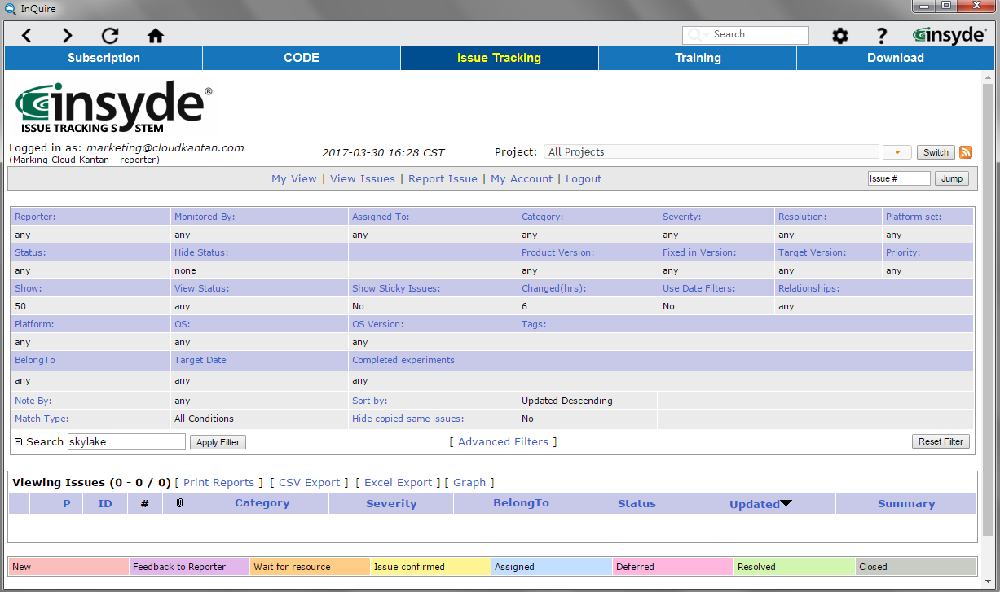 InQuire
Search ? insyde®
Subscription CODE Issue Tracking Training Download
insyde®
ISSUE TRACKING SYSTEM
Logged in as: marketing@cloudkantan.com 2017-03-30 16:28 CST Project: All Projects Switch
(Marking Cloud Kantan - reporter)
My View | View Issues | Report Issue | My Account | Logout Issue # Jump
Reporter: Monitored By: Assigned To: Category: Severity: Resolution: Platform set:
any any any any any any any
Status: Hide Status: Product Version: Fixed in Version: Target Version: Priority:
any none any any any any
Show: View Status: Show Sticky Issues: Changed(hrs): Use Date Filters: Relationships:
50 any No 6 No any
Platform: OS: OS Version: Tags:
any any any
BelongTo Target Date Completed experiments
any any any
Note By: any Sort by: Updated Descending
Match Type: All Conditions Hide copied same issues: No
Search skylake Apply Filter [ Advanced Filters ] Reset Filter
Viewing Issues (0 - 0 / 0) [ Print Reports ] [ CSV Export ] [ Excel Export ] [ Graph ]
P ID # Category Severity BelongTo Status Updated Summary
New Feedback to Reporter Wait for resource Issue confirmed Assigned Deferred Resolved Closed